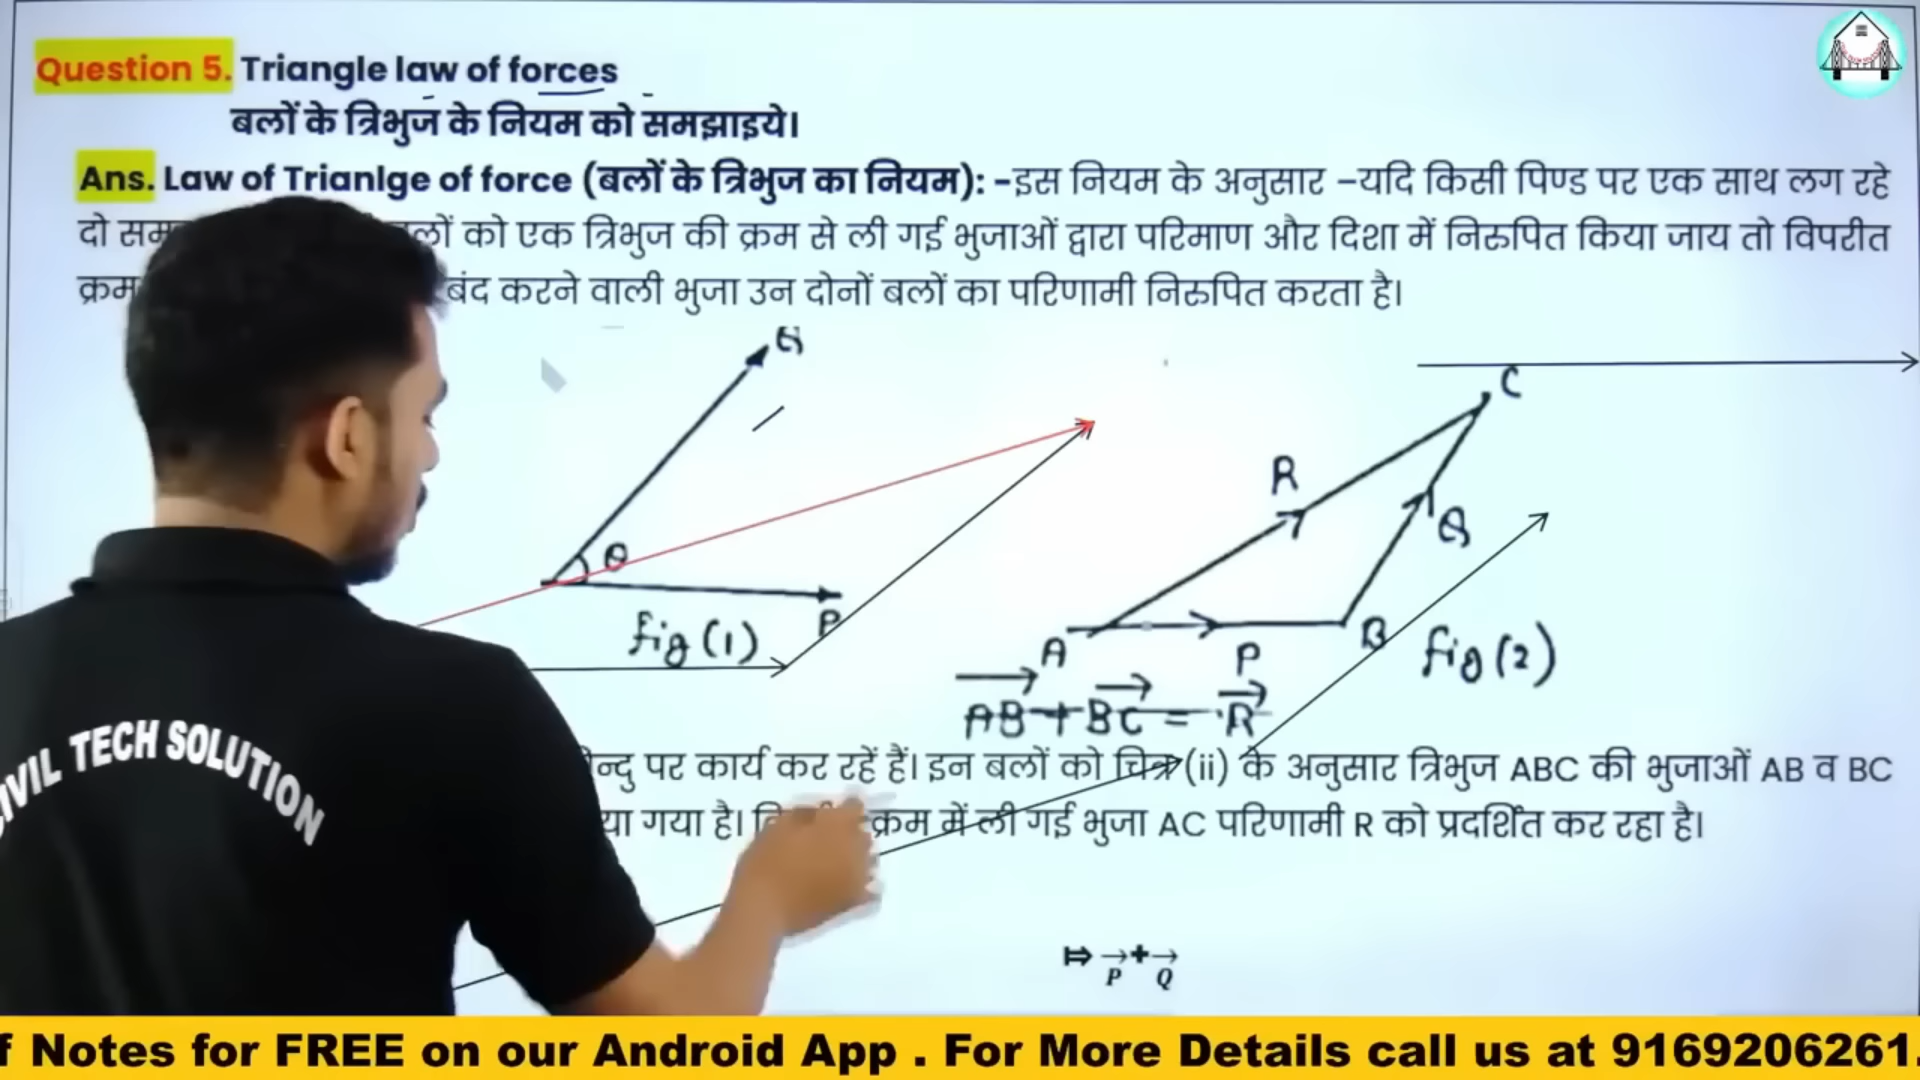 Question 5. Triangle law of forces
बलों के त्रिभुज के नियम को समझाइये।
Ans. Law of Trianlge of force (बलों के त्रिभुज का नियम): -इस नियम के अनुसार –यदि किसी पिण्ड पर एक साथ लग रहे
दो को एक त्रिभुज की क्रम से ली गई भुजाओं द्वारा परिमाण और दिशा में निरुपित किया जाय तो विपरीत
बंद करने वाली भुजा उन दोनों बलों का परिणामी निरुपित करता है।
Q
θ
P
fig (1)
C
R
Q
A
P
B
fig (2)
AB + BC = R
पर कार्य कर रहें हैं। इन बलों को चित्र (ii) के अनुसार त्रिभुज ABC की भुजाओं AB व BC
गया है। क्रम में ली गई भुजा AC परिणामी R को प्रदर्शित कर रहा है।
⤇ →P + →Q
CIVIL TECH SOLUTION
f Notes for FREE on our Android App . For More Details call us at 9169206261.